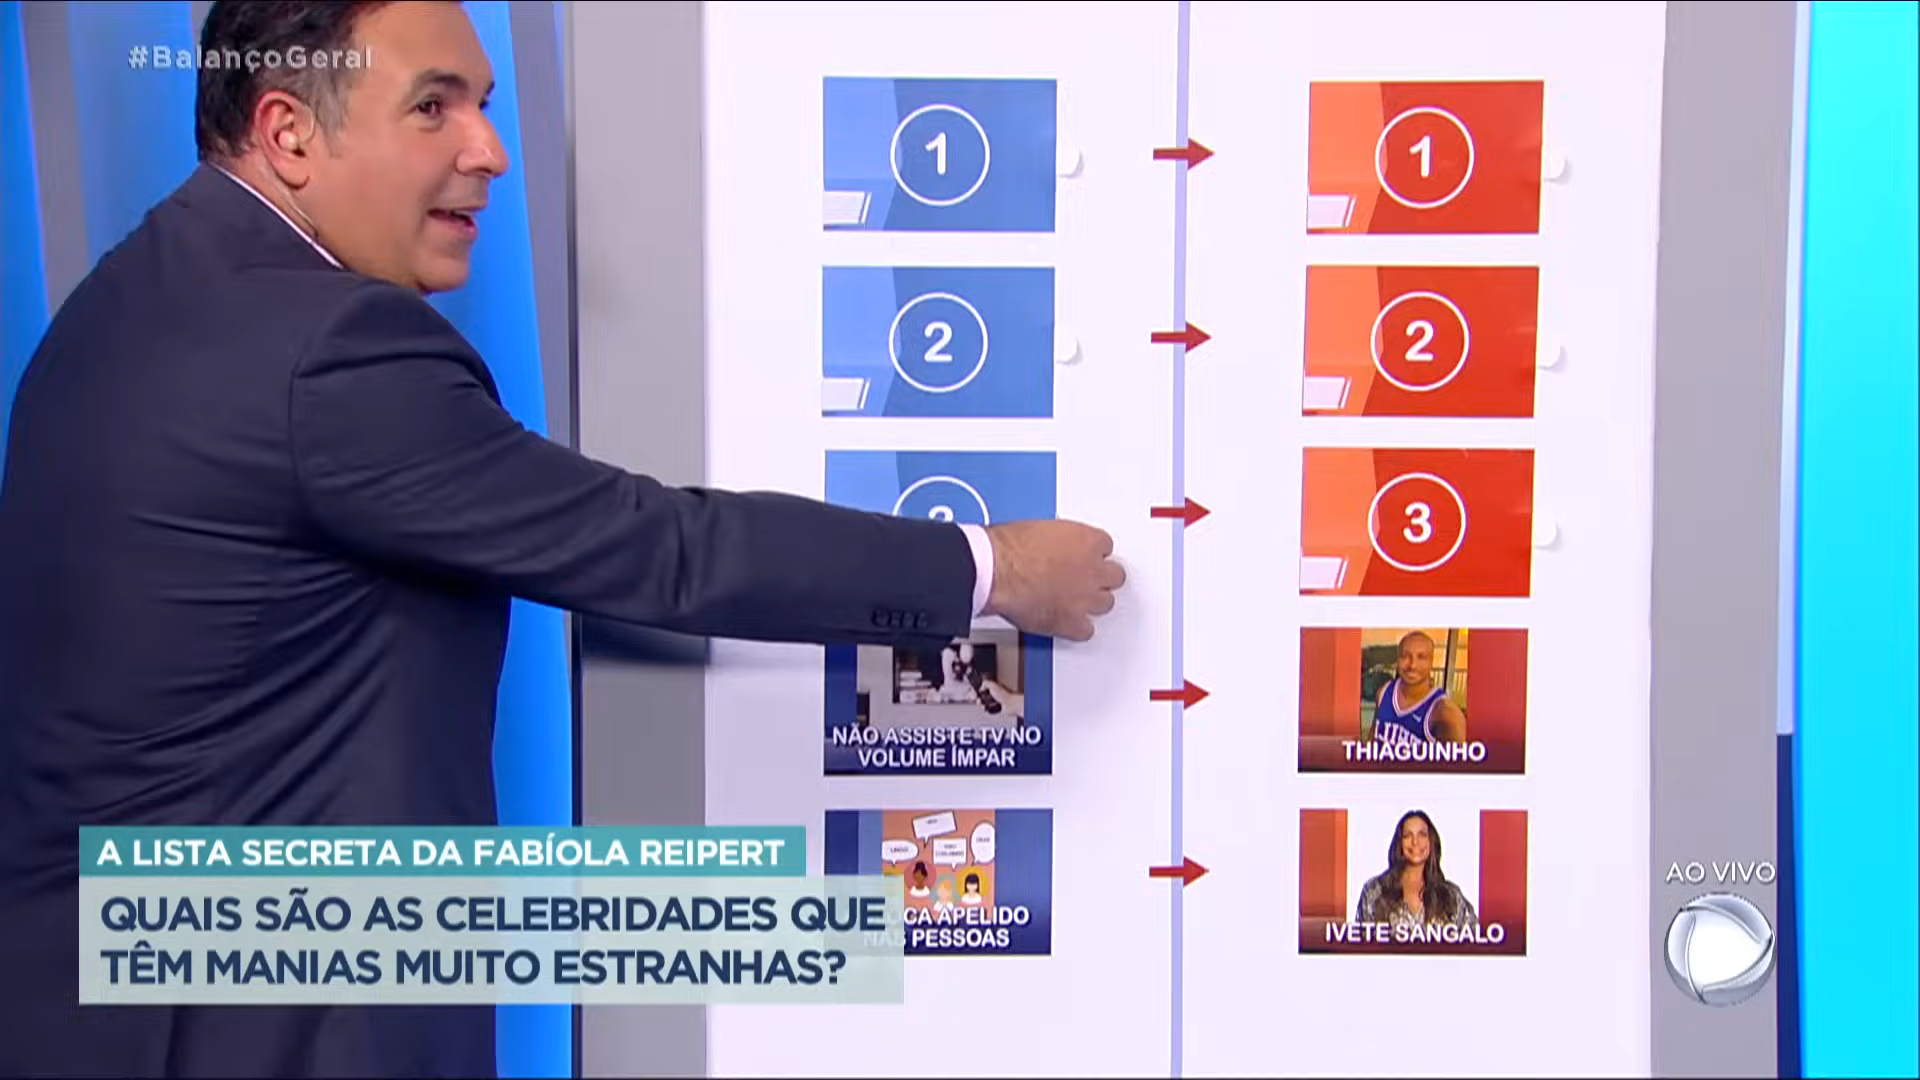 #BalançoGeral
1
1
2
2
3
NÃO ASSISTE TV NO
VOLUME ÍMPAR
THIAGUINHO
APELIDO
PESSOAS
IVETE SANGALO
A LISTA SECRETA DA FABÍOLA REIPERT
QUAIS SÃO AS CELEBRIDADES QUE
TÊM MANIAS MUITO ESTRANHAS?
AO VIVO